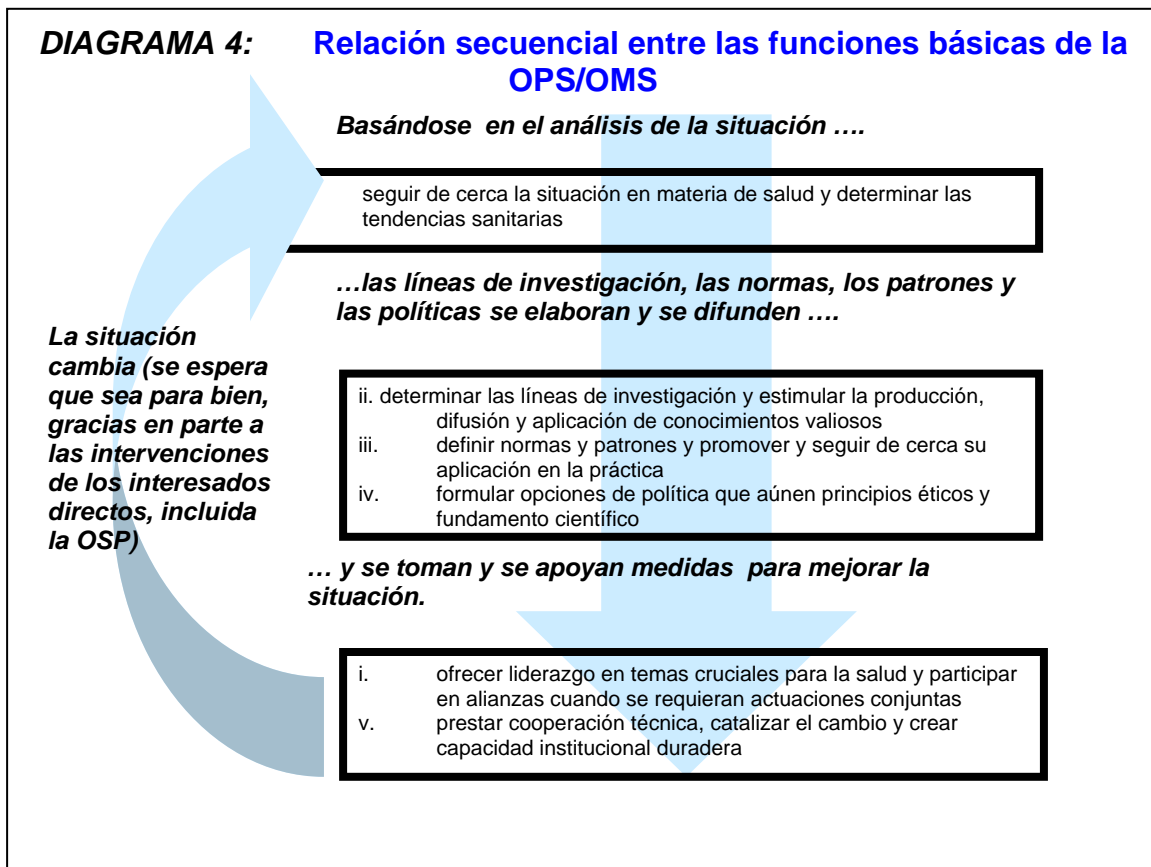 DIAGRAMA 4: Relación secuencial entre las funciones básicas de la
OPS/OMS
Basándose en el análisis de la situación ….
seguir de cerca la situación en materia de salud y determinar las
tendencias sanitarias
…las líneas de investigación, las normas, los patrones y
las políticas se elaboran y se difunden ….
La situación
cambia (se espera
que sea para bien,
gracias en parte a
las intervenciones
de los interesados
directos, incluida
la OSP)
ii. determinar las líneas de investigación y estimular la producción,
difusión y aplicación de conocimientos valiosos
iii. definir normas y patrones y promover y seguir de cerca su
aplicación en la práctica
iv. formular opciones de política que aúnen principios éticos y
fundamento científico
… y se toman y se apoyan medidas para mejorar la
situación.
i. ofrecer liderazgo en temas cruciales para la salud y participar
en alianzas cuando se requieran actuaciones conjuntas
v. prestar cooperación técnica, catalizar el cambio y crear
capacidad institucional duradera